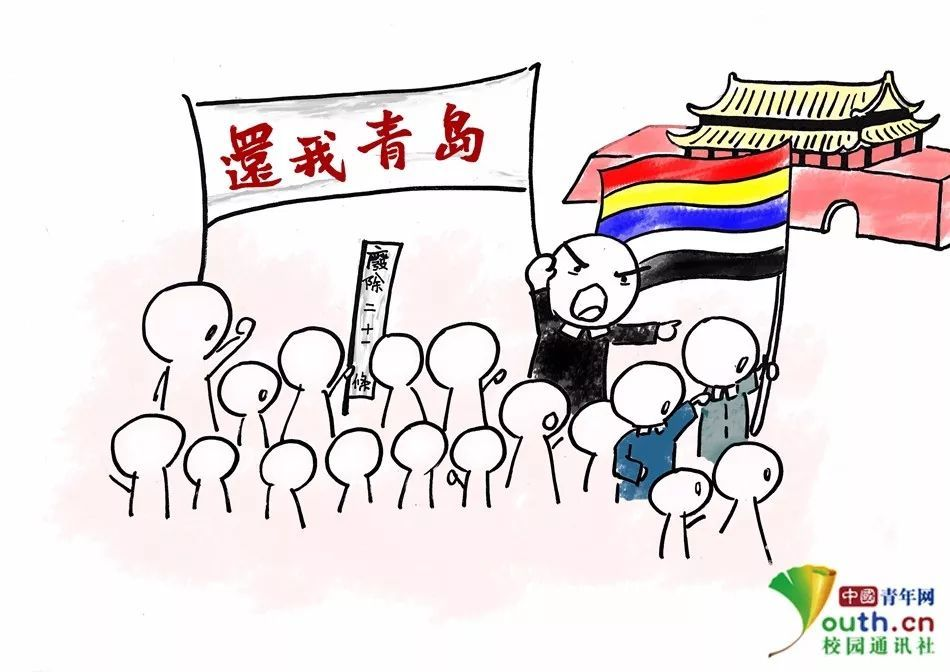 還我青岛
廢除二十一條
中國青年网
outh.cn
校园通讯社